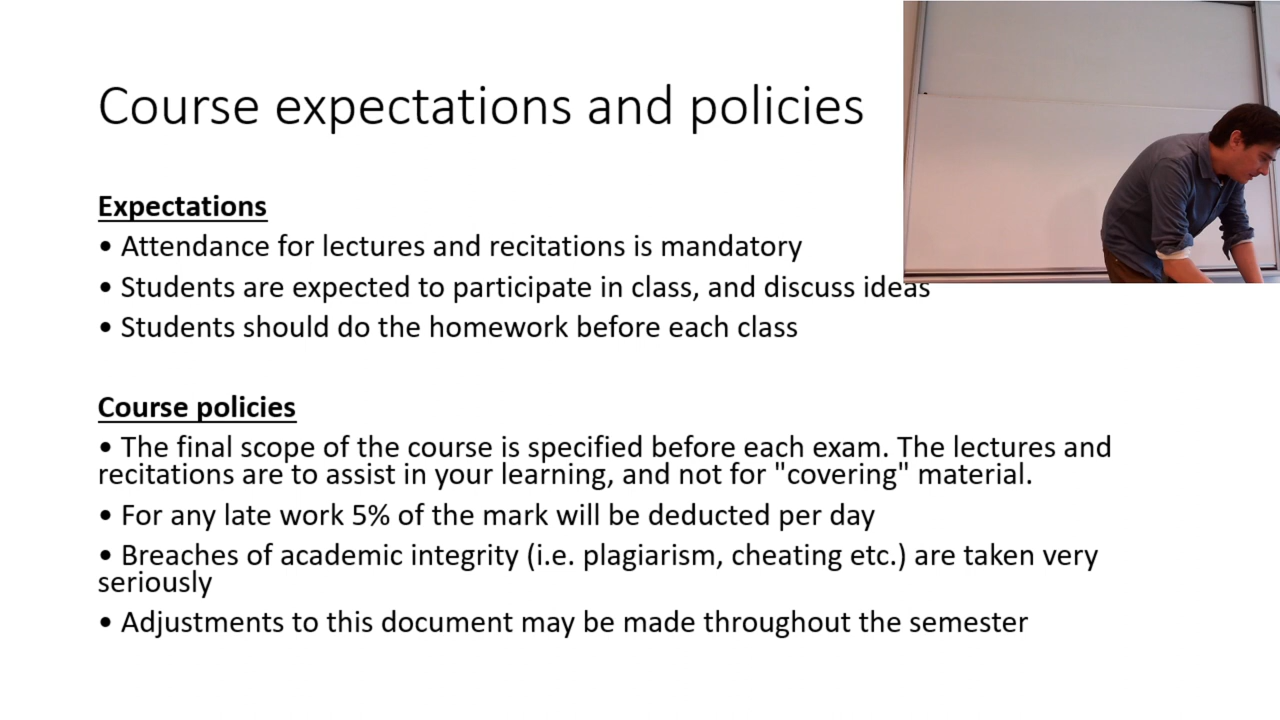 Course expectations and policies
Expectations
• Attendance for lectures and recitations is mandatory
• Students are expected to participate in class, and discuss ideas
• Students should do the homework before each class
Course policies
• The final scope of the course is specified before each exam. The lectures and
recitations are to assist in your learning, and not for "covering" material.
• For any late work 5% of the mark will be deducted per day
• Breaches of academic integrity (i.e. plagiarism, cheating etc.) are taken very
seriously
• Adjustments to this document may be made throughout the semester